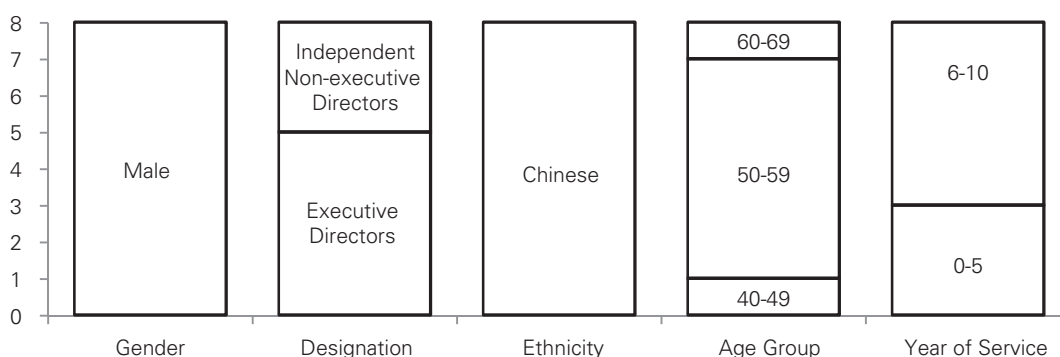 8
7
6
5
4
3
2
1
0
Male
Independent
Non-executive
Directors
Executive
Directors
Chinese
60-69
50-59
40-49
6-10
0-5
Gender
Designation
Ethnicity
Age Group
Year of Service